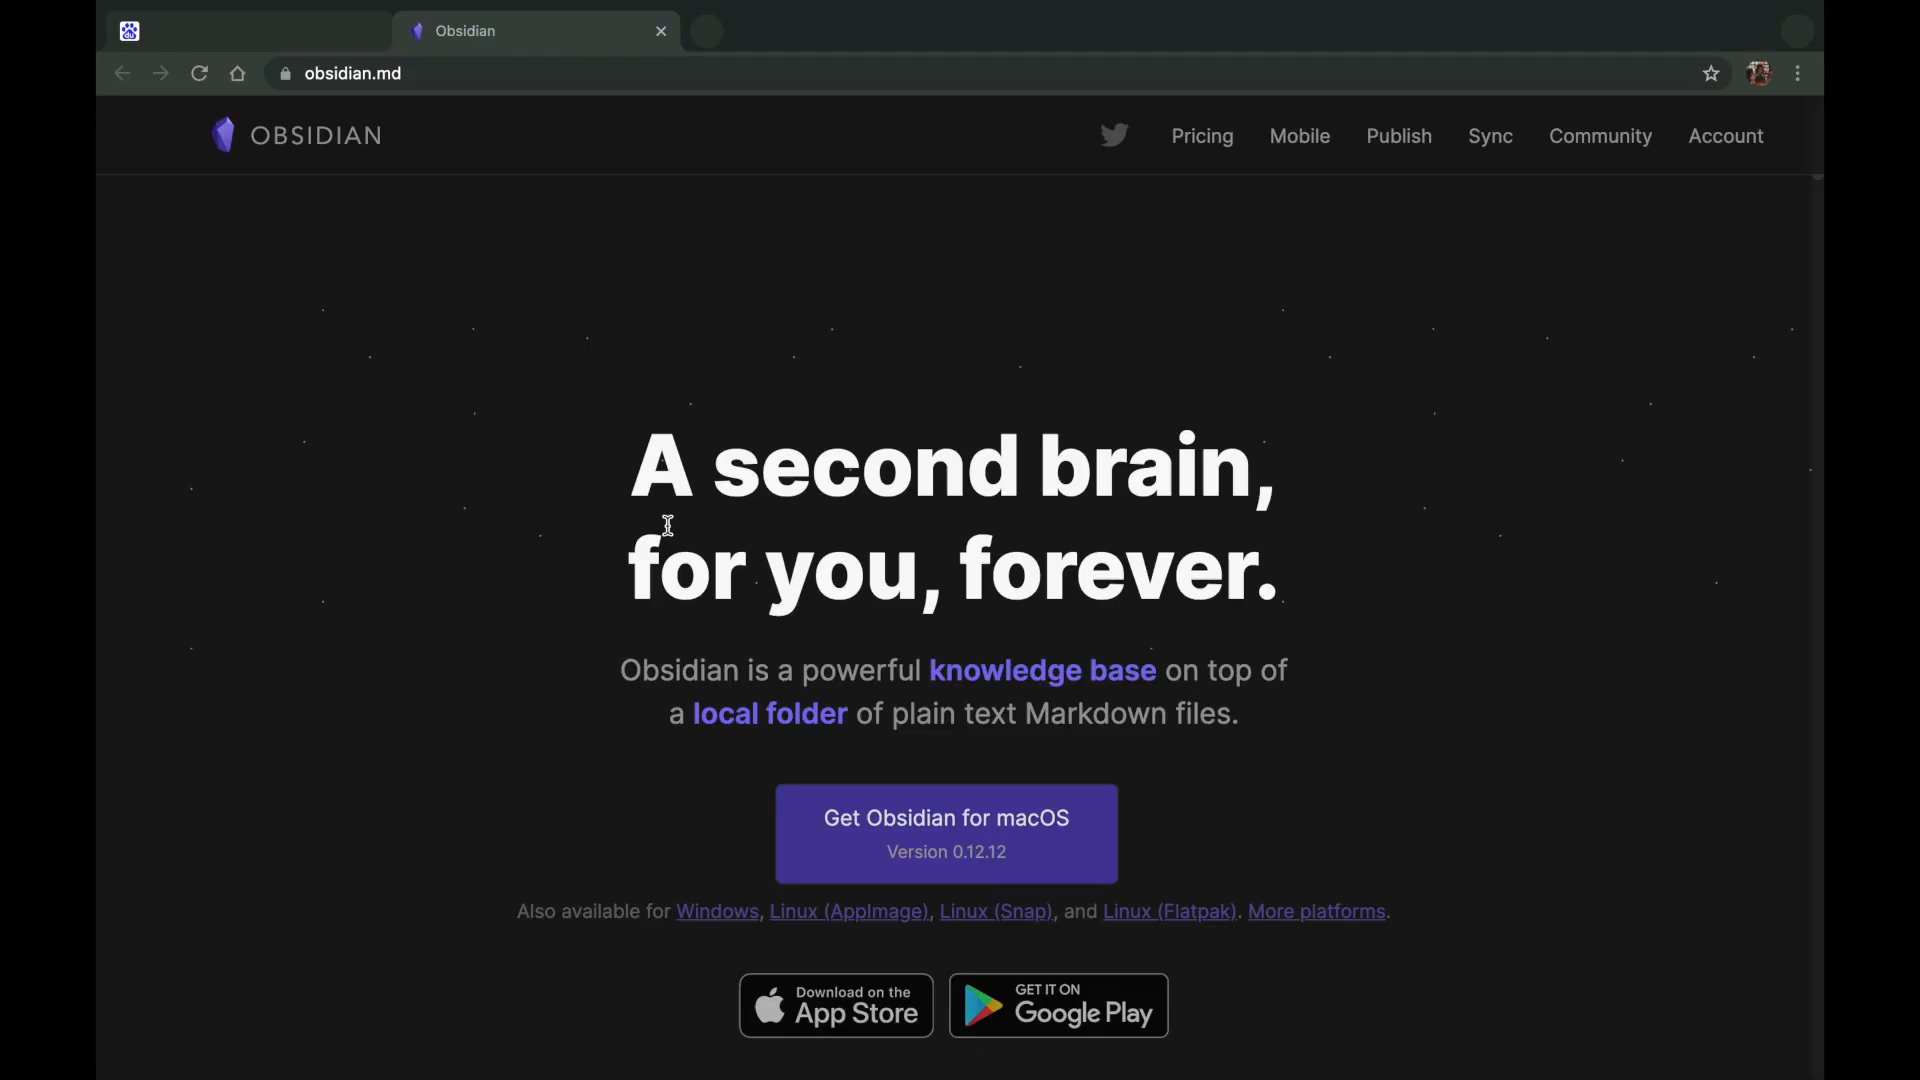 du
Obsidian
obsidian.md
OBSIDIAN
Pricing Mobile Publish Sync Community Account
A second brain,
for you, forever.
Obsidian is a powerful knowledge base on top of
a local folder of plain text Markdown files.
Get Obsidian for macOS
Version 0.12.12
Also available for Windows, Linux (AppImage), Linux (Snap), and Linux (Flatpak). More platforms.
Download on the
App Store
GET IT ON
Google Play